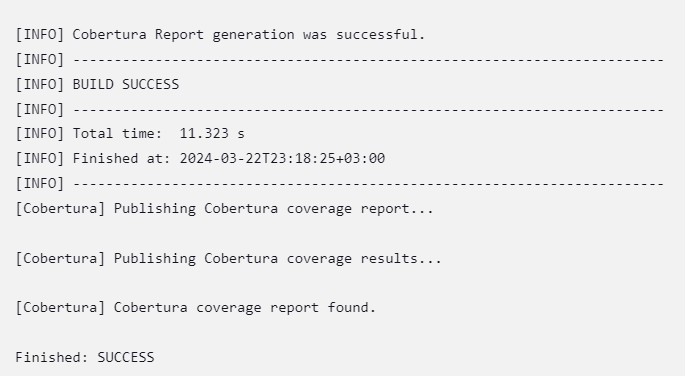 [INFO] Cobertura Report generation was successful.
[INFO] ------------------------------------------------------------------------
[INFO] BUILD SUCCESS
[INFO] ------------------------------------------------------------------------
[INFO] Total time:  11.323 s
[INFO] Finished at: 2024-03-22T23:18:25+03:00
[INFO] ------------------------------------------------------------------------
[Cobertura] Publishing Cobertura coverage report...
[Cobertura] Publishing Cobertura coverage results...
[Cobertura] Cobertura coverage report found.
Finished: SUCCESS